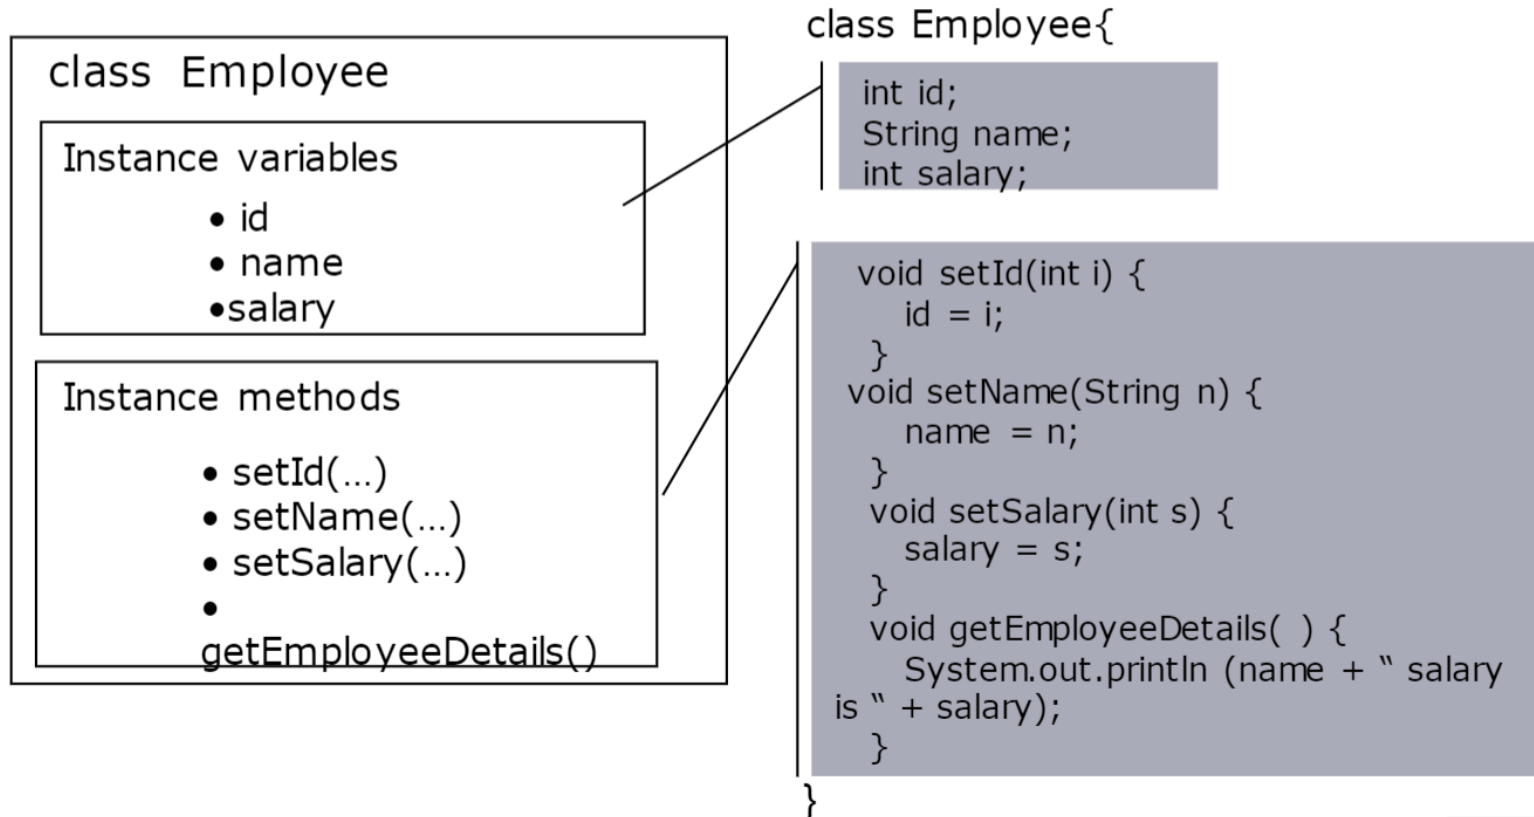 class Employee
Instance variables
• id
• name
•salary
Instance methods
• setId(...)
• setName(...)
• setSalary(...)
•
getEmployeeDetails()
class Employee{
int id;
String name;
int salary;
void setId(int i) {
id = i;
}
void setName(String n) {
name = n;
}
void setSalary(int s) {
salary = s;
}
void getEmployeeDetails( ) {
System.out.println (name + “ salary
is “ + salary);
}
}